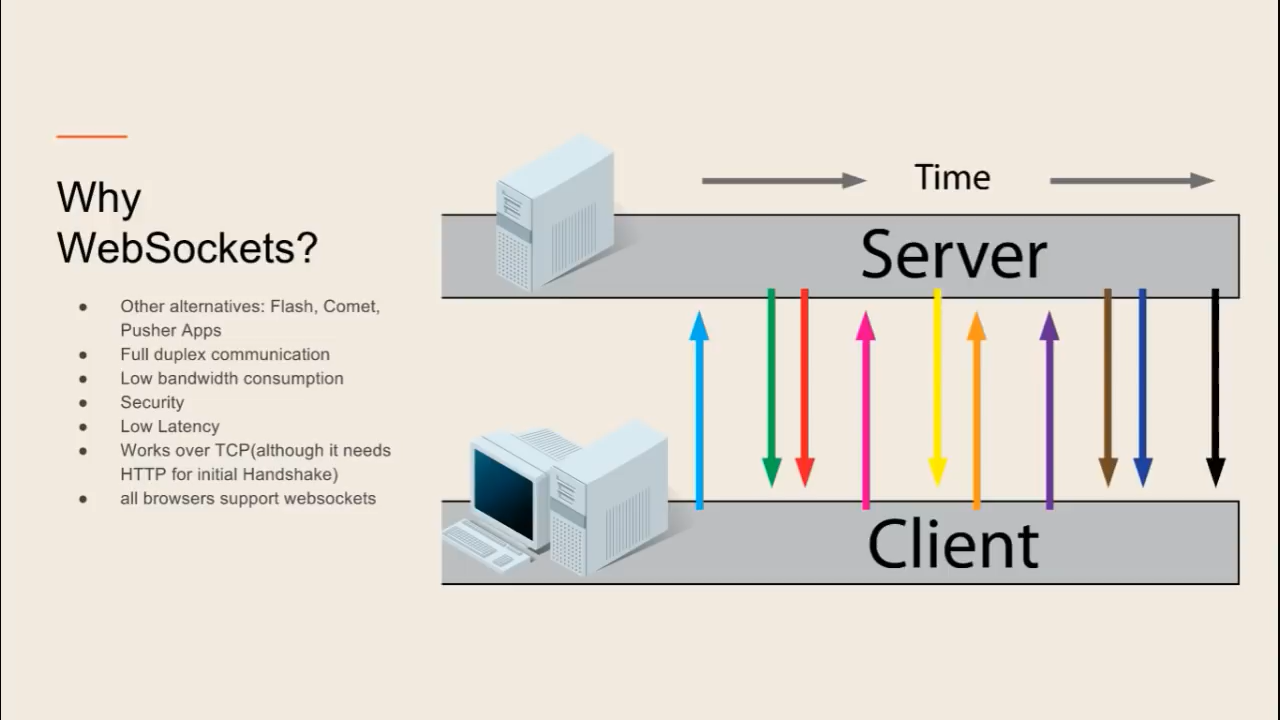 Why
WebSockets?
● Other alternatives: Flash, Comet,
Pusher Apps
● Full duplex communication
● Low bandwidth consumption
● Security
● Low Latency
● Works over TCP(although it needs
HTTP for initial Handshake)
● all browsers support websockets
Time
Server
Client